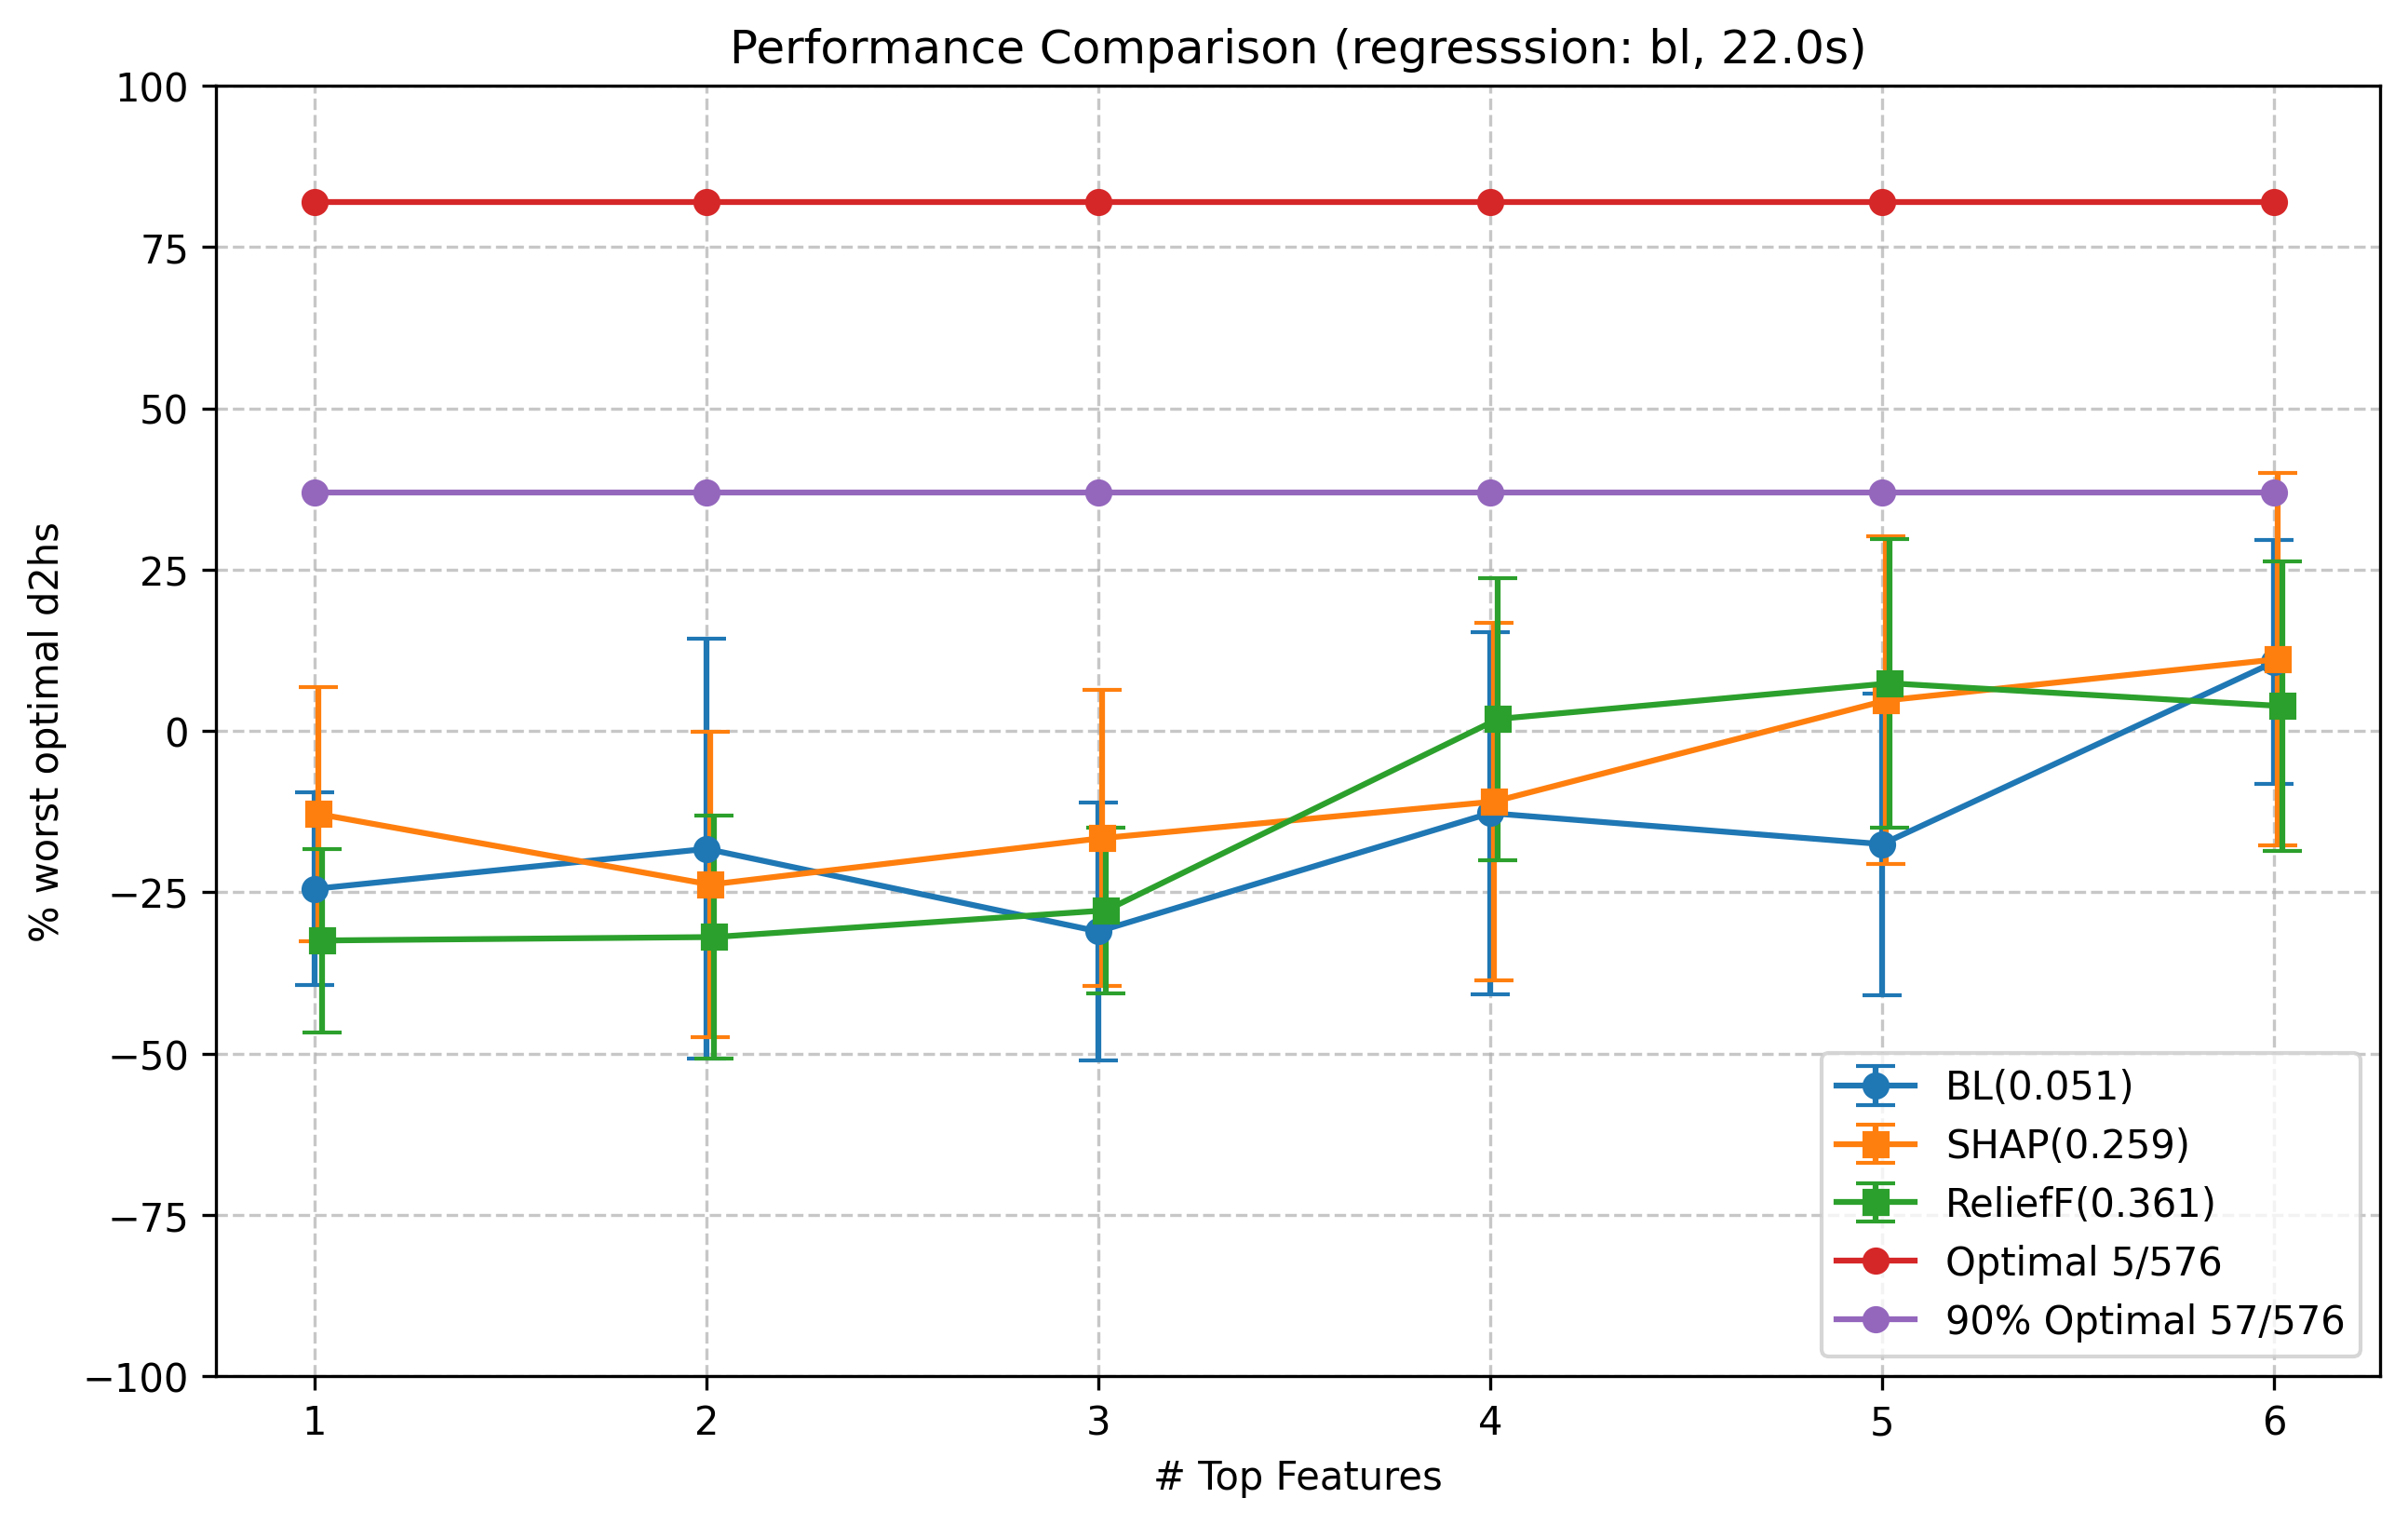 Performance Comparison (regresssion: bl, 22.0s)
100
75
50
25
0
−25
−50
−75
−100
% worst optimal d2hs
1 2 3 4 5 6
# Top Features
BL(0.051)
SHAP(0.259)
ReliefF(0.361)
Optimal 5/576
90% Optimal 57/576